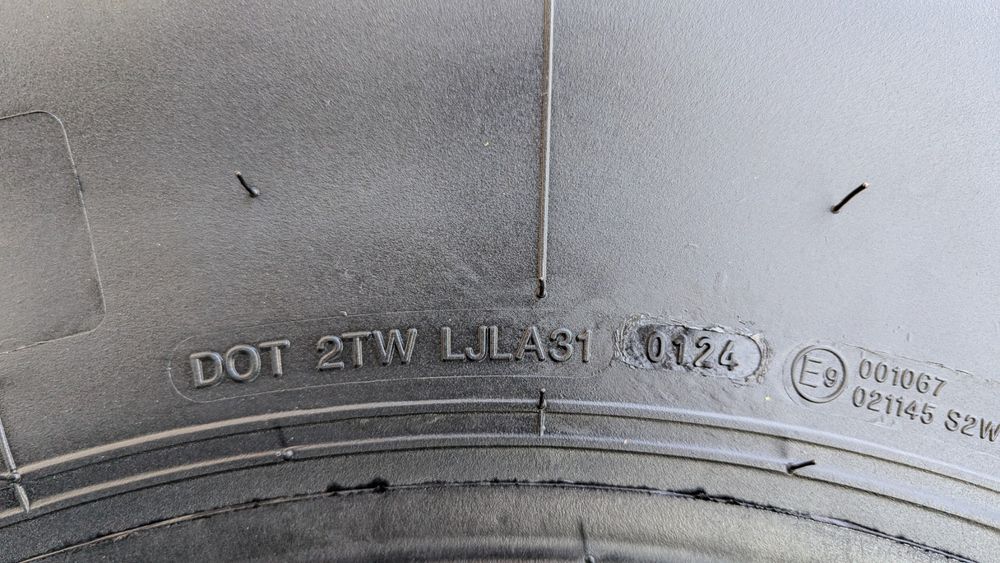 DOT 2TW LJLA31 0124
E9 001067
021145 S2W